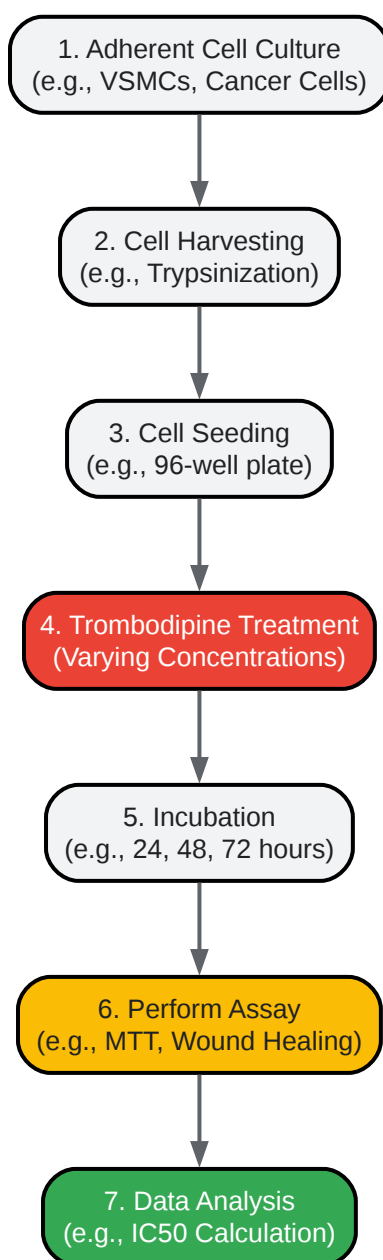 1. Adherent Cell Culture
(e.g., VSMCs, Cancer Cells)
2. Cell Harvesting
(e.g., Trypsinization)
3. Cell Seeding
(e.g., 96-well plate)
4. Trombodipine Treatment
(Varying Concentrations)
5. Incubation
(e.g., 24, 48, 72 hours)
6. Perform Assay
(e.g., MTT, Wound Healing)
7. Data Analysis
(e.g., IC50 Calculation)